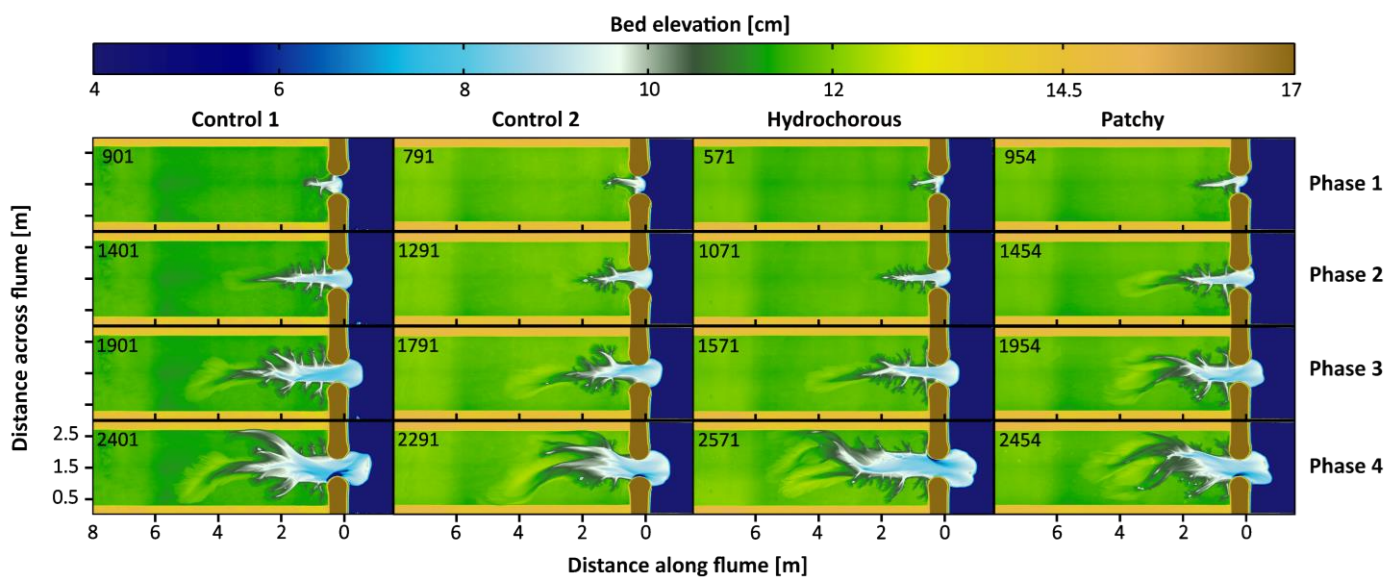 Bed elevation [cm]
4 6 8 10 12 14.5 17
Control 1 Control 2 Hydrochorous Patchy
901 791 571 954 Phase 1
1401 1291 1071 1454 Phase 2
1901 1791 1571 1954 Phase 3
2401 2291 2571 2454 Phase 4
2.5
1.5
0.5
8 6 4 2 0 6 4 2 0 6 4 2 0 6 4 2 0
Distance across flume [m]
Distance along flume [m]